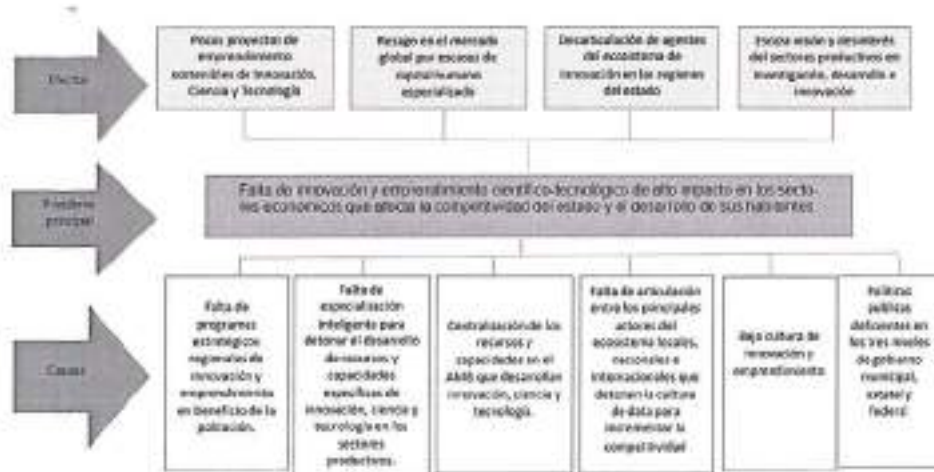 Efectos
Pocos proyectos de
emprendimiento
sostenibles de Innovación,
Ciencia y Tecnología
Rezago en el mercado
global por escasez de
capital humano
especializado
Desarticulación de agentes
del ecosistema de
innovación en las regiones
del estado
Escasa visión y desinterés
del sectores productivos en
investigación, desarrollo e
innovación
Problema
principal
Falta de innovación y emprendimiento científico-tecnológico de alto impacto en los secto-
res económicos que afecta la competitividad del estado y el desarrollo de sus habitantes
Causas
Falta de
programas
estratégicos
regionales de
innovación y
emprendimiento
en beneficio de la
población.
Falta de
especialización
inteligente para
detonar el desarrollo
de recursos y
capacidades
específicas de
innovación, ciencia y
tecnología en los
sectores
productivos.
Centralización de los
recursos y
capacidades en el
que desarrollan
innovación, ciencia y
tecnología.
Falta de articulación
entre los principales
actores del
ecosistema locales,
nacionales e
internacionales que
detonen la cultura
de data para
incrementar la
competitividad
Baja cultura de
innovación y
emprendimiento
Políticas
publicas
deficientes en
los tres niveles
de gobierno
municipal,
estatal y
federal